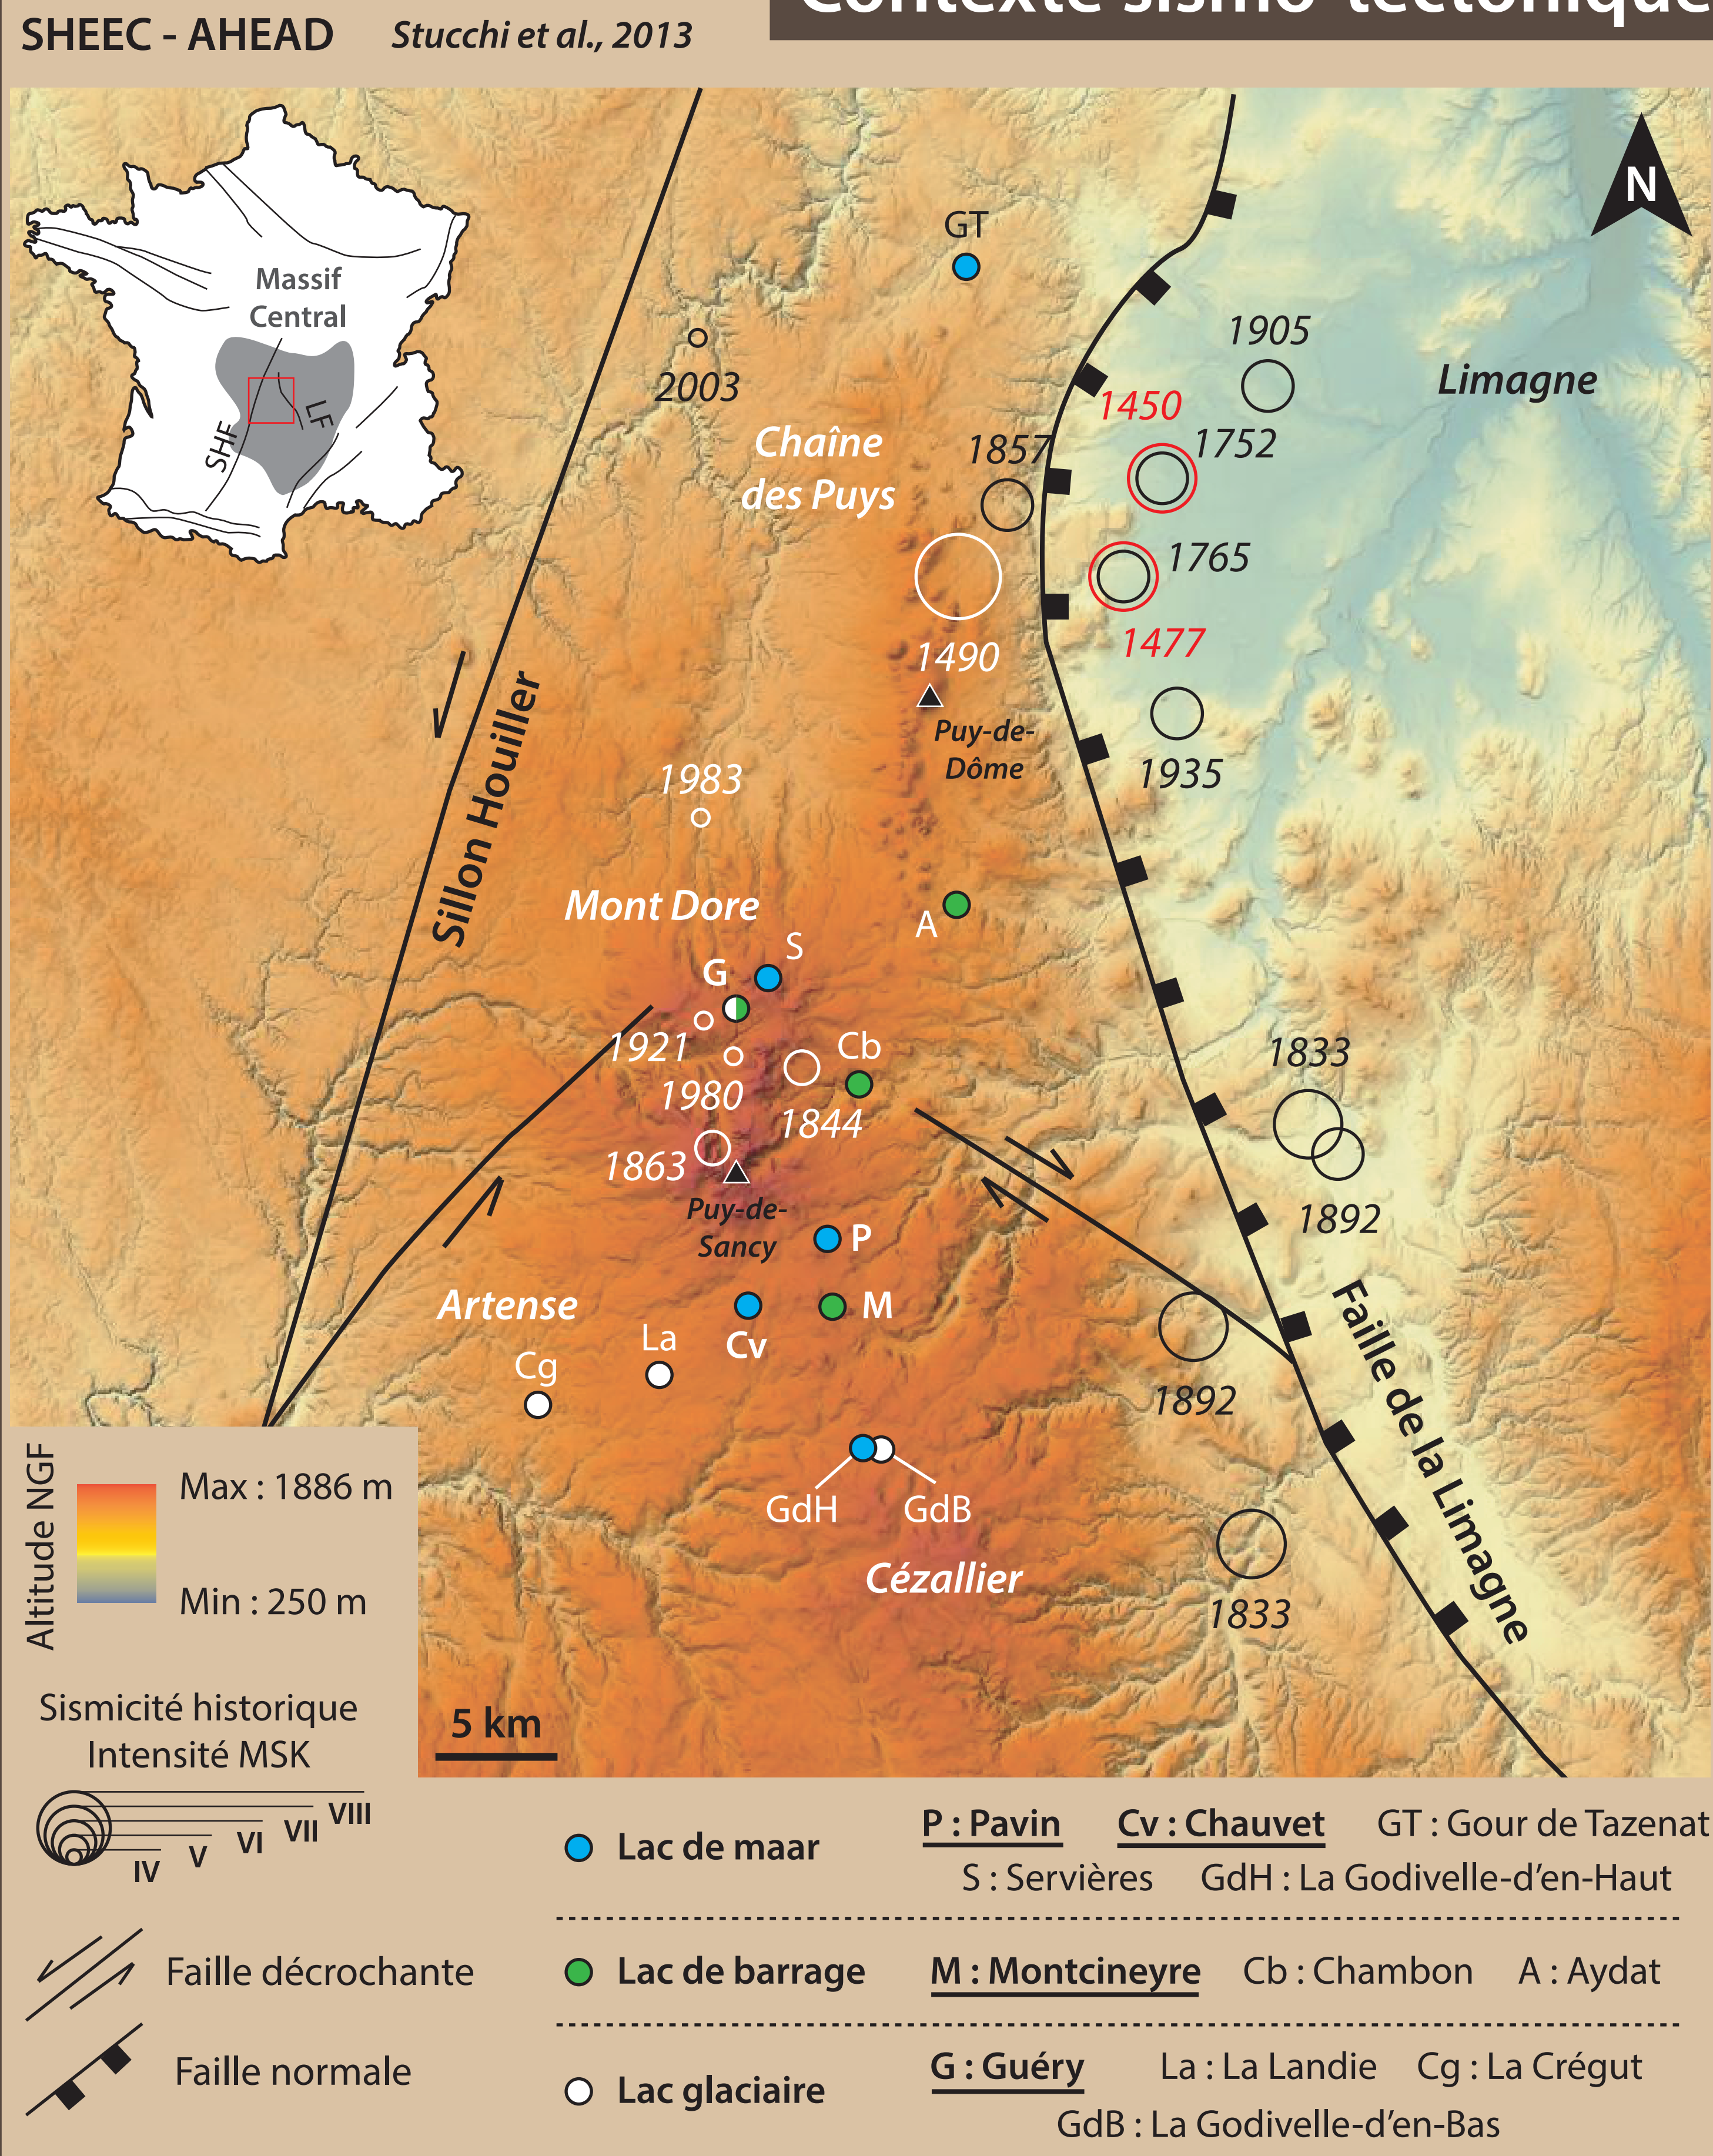 Contexte sismo-tectonique
SHEEC - AHEAD Stucchi et al., 2013
N
GT
Massif
Central
SHF
LF
2003
1905
Limagne
1450
1752
Chaîne
des Puys
1857
1765
1477
1490
Puy-de-
Dôme
1935
Sillon Houiller
1983
Mont Dore
A
S
G
1921
1980
Cb
1844
1863
Puy-de-
Sancy
1833
1892
P
Artense
M
Cv
La
Cg
1892
Faille de la Limagne
GdH
GdB
Cézallier
1833
Altitude NGF
Max : 1886 m
Min : 250 m
Sismicité historique
Intensité MSK
VIII
VII
VI
V
IV
5 km
Faille décrochante
Faille normale
Lac de maar
P : Pavin Cv : Chauvet GT : Gour de Tazenat
S : Servières GdH : La Godivelle-d'en-Haut
Lac de barrage M : Montcineyre Cb : Chambon A : Aydat
Lac glaciaire
G : Guéry La : La Landie Cg : La Crégut
GdB : La Godivelle-d'en-Bas